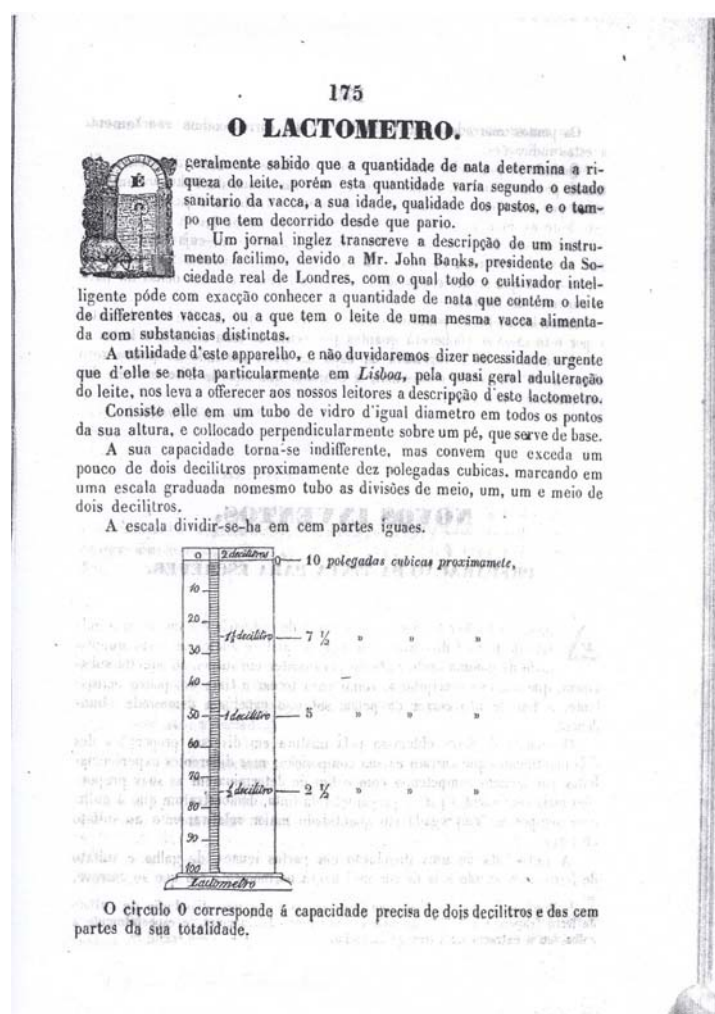 175
O LACTOMETRO.
É geralmente sabido que a quantidade de nata determina a ri-
queza do leite, porém esta quantidade varía segundo o estado
sanitario da vacca, a sua idade, qualidade dos pastos, e o tem-
po que tem decorrido desde que pario.
Um jornal inglez transcreve a descripção de um instru-
mento facilimo, devido a Mr. John Banks, presidente da So-
ciedade real de Londres, com o qual todo o cultivador intel-
ligente póde com exacção conhecer a quantidade de nata que contém o leite
de differentes vaccas, ou a que tem o leite de uma mesma vacca alimenta-
da com substancias distinctas.
A utilidade d'este apparelho, e não duvidaremos dizer necessidade urgente
que d'elle se nota particularmente em Lisboa, pela quasi geral adulteração
do leite, nos leva a offerecer aos nossos leitores a descripção d'este lactometro.
Consiste elle em um tubo de vidro d'igual diametro em todos os pontos
da sua altura, e collocado perpendicularmente sobre um pé, que serve de base.
A sua capacidade torna-se indifferente, mas convem que exceda um
pouco de dois decilitros proximamente dez polegadas cubicas. marcando em
uma escala graduada nomesmo tubo as divisões de meio, um, um e meio de
dois decilitros.
A escala dividir-se-ha em cem partes iguaes.
0 2 decilitros 0 — 10 polegadas cubicas proximamete,
10
20
1½ decilitro — 7 ½ » » »
30
40
50 1 decilitro — 5 » »
60
70
½ decilitro — 2 ½ » » »
80
90
100
Lactometro
O circulo 0 corresponde á capacidade precisa de dois decilitros e das cem
partes da sua totalidade.